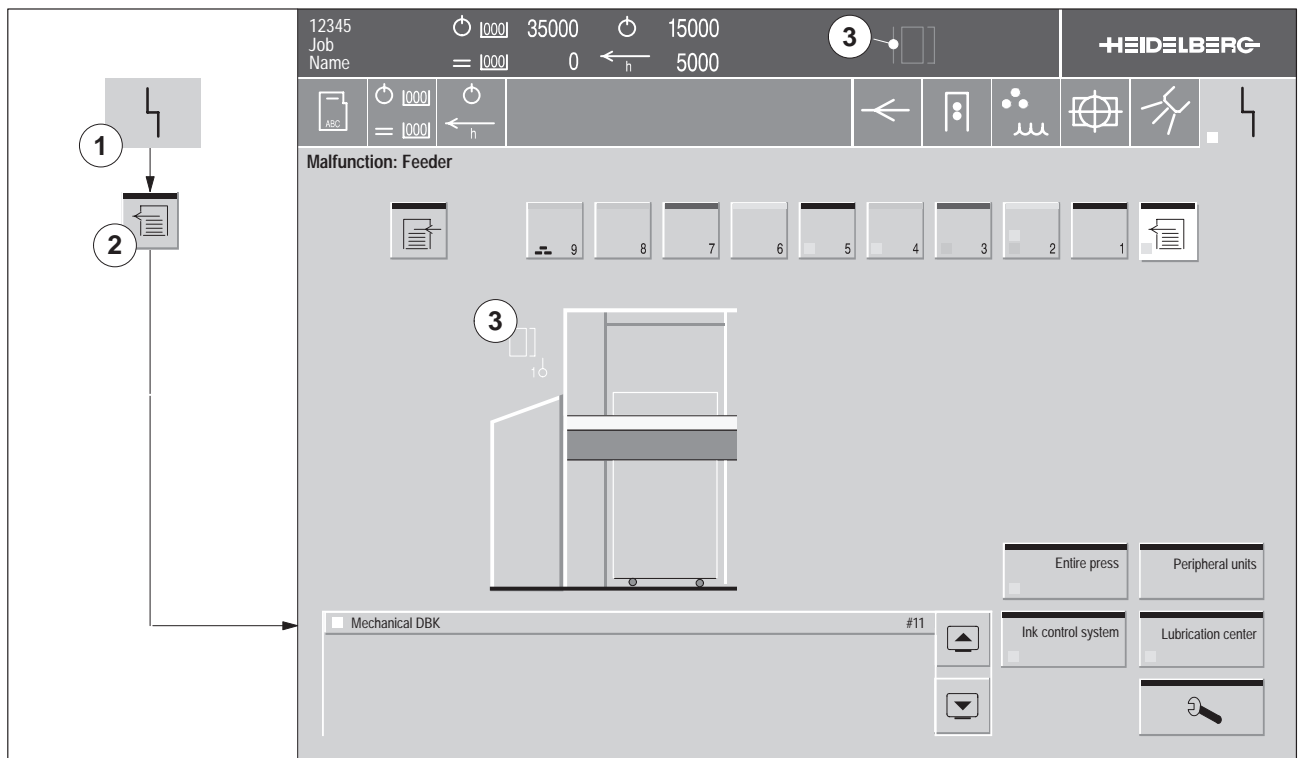 12345
Job
Name
000 35000 15000
= 000 0 h 5000
3
HEIDELBERG
1
ABC
000
= 000
h
Malfunction: Feeder
2
9 8 7 6 5 4 3 2 1
3
1
Entire press
Peripheral units
Mechanical DBK #11
Ink control system
Lubrication center